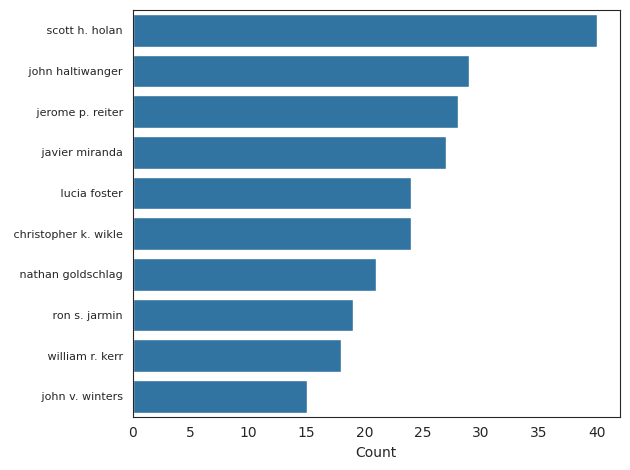 scott h. holan
john haltiwanger
jerome p. reiter
javier miranda
lucia foster
christopher k. wikle
nathan goldschlag
ron s. jarmin
william r. kerr
john v. winters
0 5 10 15 20 25 30 35 40
Count